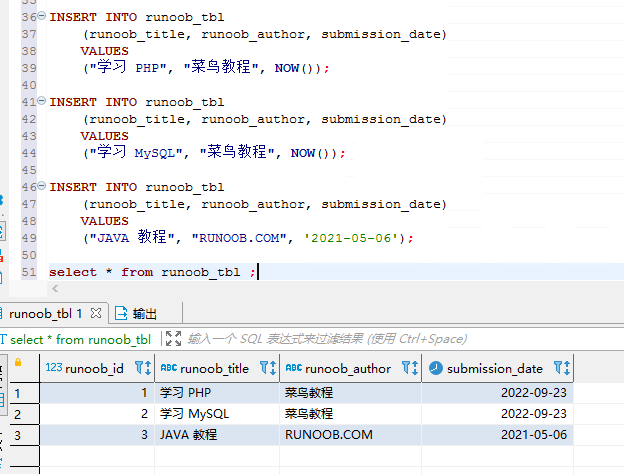 35
36 INSERT INTO runoob_tbl
37 (runoob_title, runoob_author, submission_date)
38 VALUES
39 ("学习 PHP", "菜鸟教程", NOW());
40
41 INSERT INTO runoob_tbl
42 (runoob_title, runoob_author, submission_date)
43 VALUES
44 ("学习 MySQL", "菜鸟教程", NOW());
45
46 INSERT INTO runoob_tbl
47 (runoob_title, runoob_author, submission_date)
48 VALUES
49 ("JAVA 教程", "RUNOOB.COM", '2021-05-06');
50
51 select * from runoob_tbl ;
runoob_tbl 1 输出
select * from runoob_tbl 输入一个 SQL 表达式来过滤结果 (使用 Ctrl+Space)
123 runoob_id ABC runoob_title ABC runoob_author submission_date
1 1 学习 PHP 菜鸟教程 2022-09-23
2 2 学习 MySQL 菜鸟教程 2022-09-23
3 3 JAVA 教程 RUNOOB.COM 2021-05-06